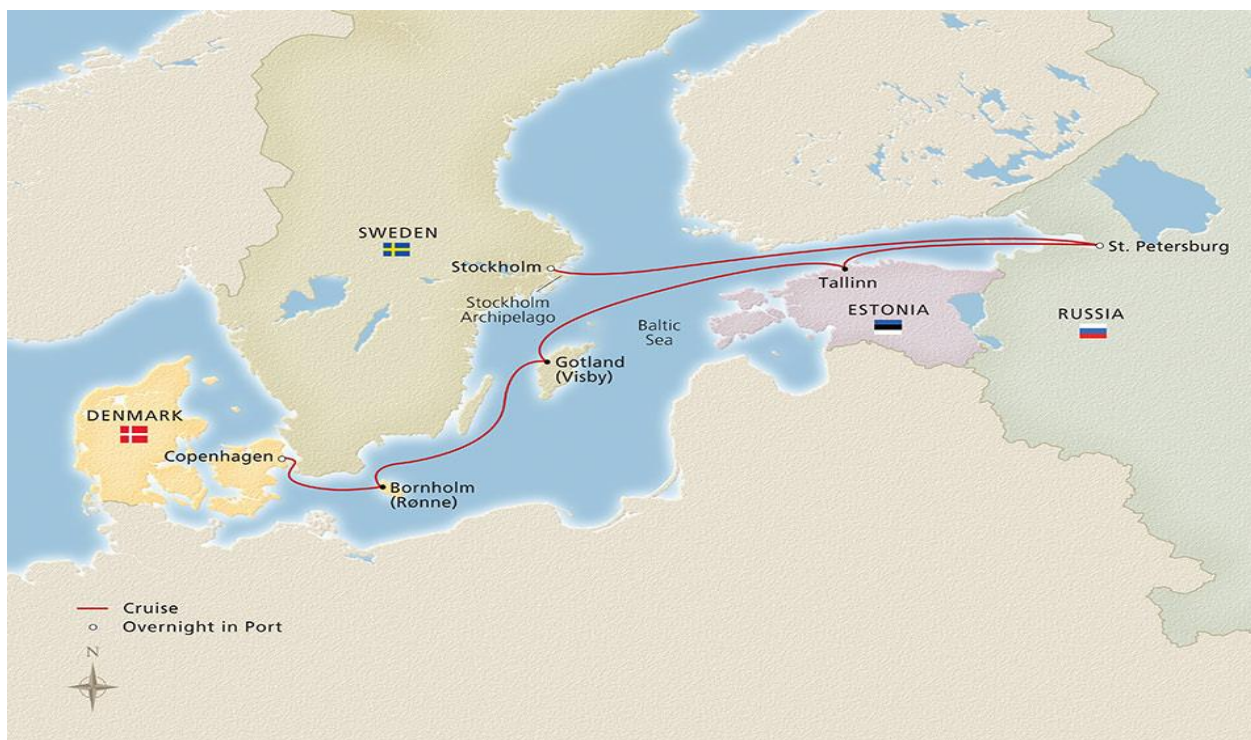 SWEDEN
Stockholm
Stockholm
Archipelago
St. Petersburg
Tallinn
ESTONIA
RUSSIA
Baltic
Sea
Gotland
(Visby)
DENMARK
Copenhagen
Bornholm
(Rønne)
Cruise
Overnight in Port
N